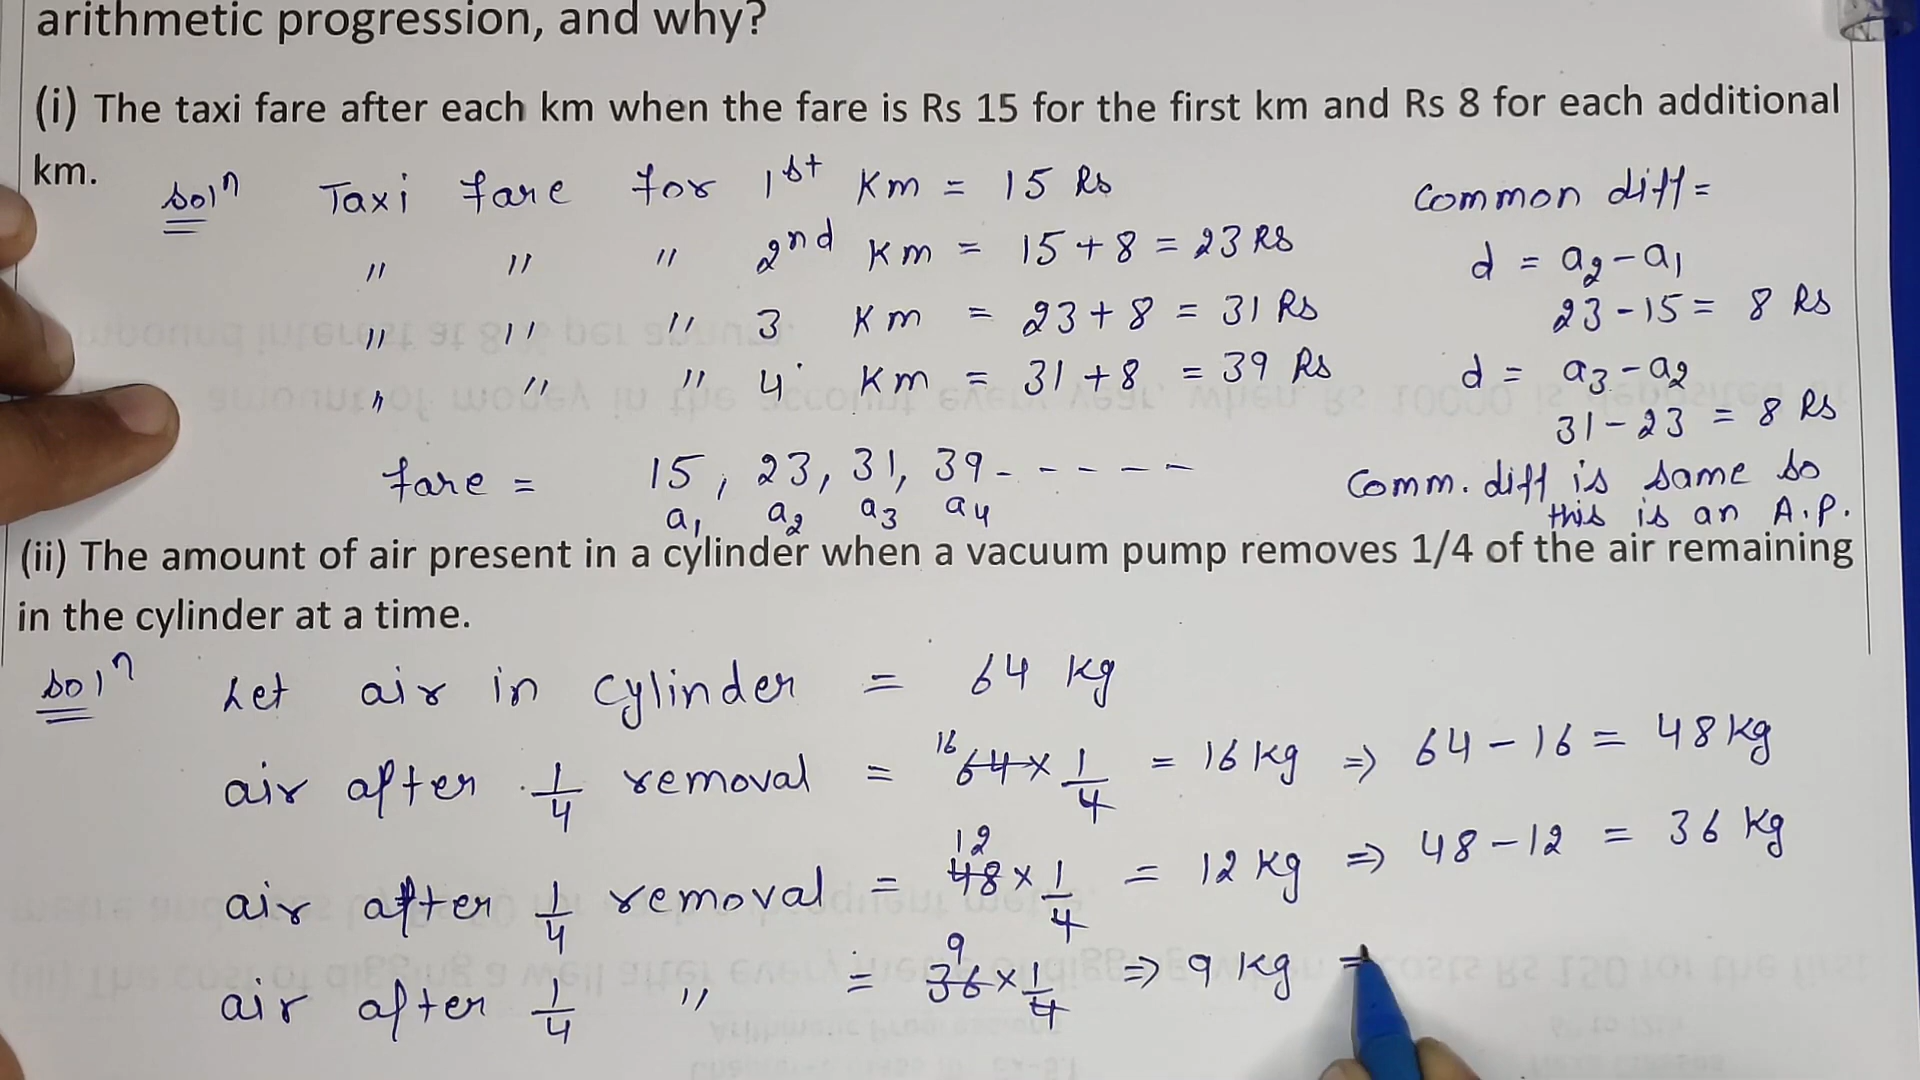 arithmetic progression, and why?
(i) The taxi fare after each km when the fare is Rs 15 for the first km and Rs 8 for each additional
km.
Solⁿ Taxi fare for 1st Km = 15 Rs
" " " 2nd Km = 15 + 8 = 23 RS
" " " 3 Km = 23 + 8 = 31 Rs
" " " 4 Km = 31 + 8 = 39 Rs
fare = 15, 23, 31, 39 - - - - -
a₁ a₂ a₃ a₄
Common diff =
d = a₂ - a₁
23 - 15 = 8 Rs
d = a₃ - a₂
31 - 23 = 8 Rs
Comm. diff is same so
this is an A.P.
(ii) The amount of air present in a cylinder when a vacuum pump removes 1/4 of the air remaining
in the cylinder at a time.
Solⁿ Let air in cylinder = 64 kg
air after 1/4 removal = 16 64 × 1/4 = 16 kg ⇒ 64 - 16 = 48 kg
air after 1/4 removal = 12 48 × 1/4 = 12 kg ⇒ 48 - 12 = 36 kg
air after 1/4 " = 9 36 × 1/4 ⇒ 9 kg =